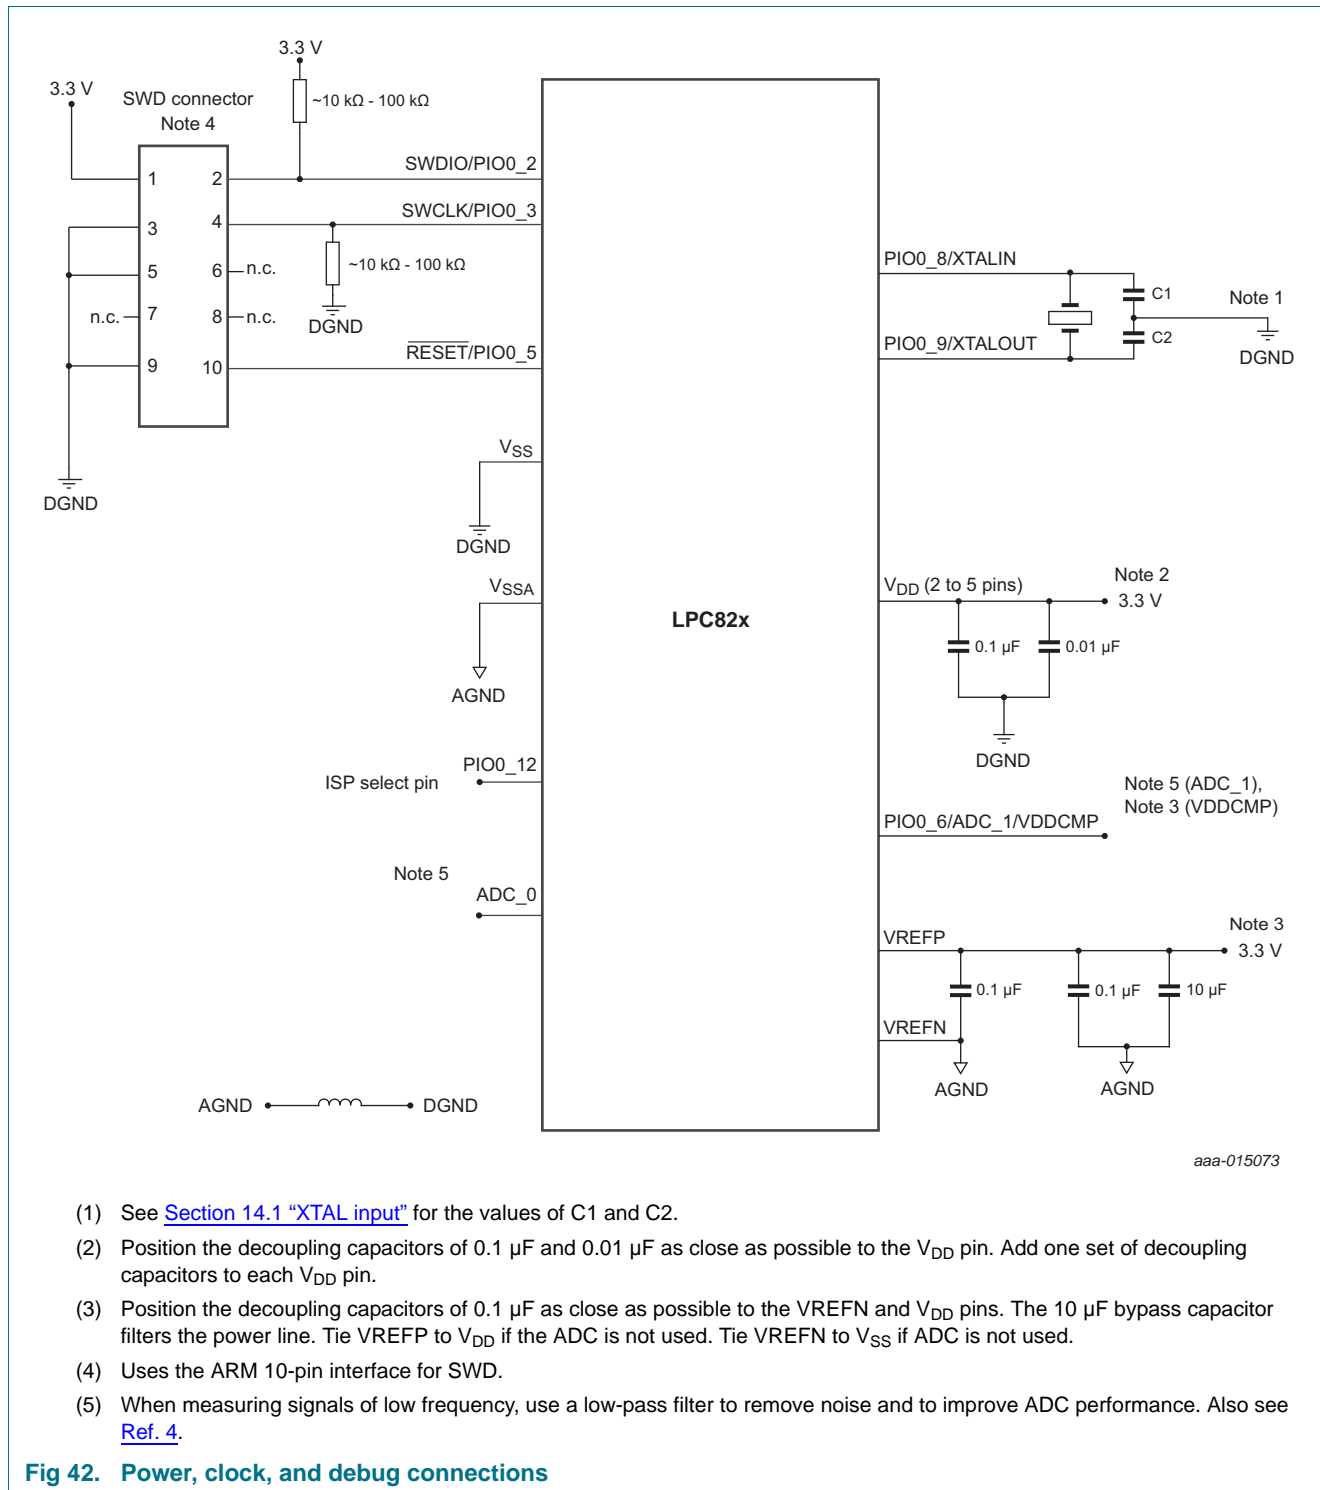 3.3 V
3.3 V
~10 kΩ - 100 kΩ
SWD connector
Note 4
1
2
SWDIO/PIO0_2
3
4
SWCLK/PIO0_3
5
6
n.c.
~10 kΩ - 100 kΩ
n.c.
7
8
n.c.
DGND
9
10
RESET/PIO0_5
DGND
VSS
DGND
VSSA
AGND
ISP select pin
PIO0_12
Note 5
ADC_0
AGND
DGND
LPC82x
PIO0_8/XTALIN
C1
Note 1
PIO0_9/XTALOUT
C2
DGND
VDD (2 to 5 pins)
Note 2
3.3 V
0.1 µF
0.01 µF
DGND
Note 5 (ADC_1),
Note 3 (VDDCMP)
PIO0_6/ADC_1/VDDCMP
Note 3
VREFP
3.3 V
0.1 µF
0.1 µF
10 µF
VREFN
AGND
AGND
aaa-015073
(1) See Section 14.1 “XTAL input” for the values of C1 and C2.
(2) Position the decoupling capacitors of 0.1 µF and 0.01 µF as close as possible to the VDD pin. Add one set of decoupling
capacitors to each VDD pin.
(3) Position the decoupling capacitors of 0.1 µF as close as possible to the VREFN and VDD pins. The 10 µF bypass capacitor
filters the power line. Tie VREFP to VDD if the ADC is not used. Tie VREFN to VSS if ADC is not used.
(4) Uses the ARM 10-pin interface for SWD.
(5) When measuring signals of low frequency, use a low-pass filter to remove noise and to improve ADC performance. Also see
Ref. 4.
Fig 42. Power, clock, and debug connections